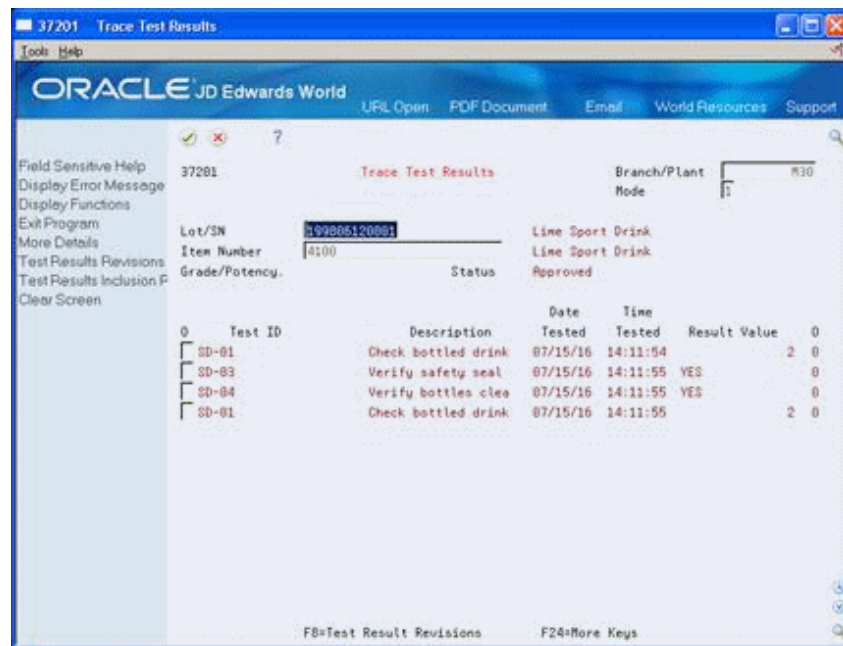 37201 Trace Test Results
Tools Help
ORACLE JD Edwards World
URL Open PDF Document Email World Resources Support
?
Field Sensitive Help
Display Error Message
Display Functions
Exit Program
More Details
Test Results Revisions
Test Results Inclusion P
Clear Screen
37201 Trace Test Results Branch/Plant M30
Mode 1
Lot/SN 199806120001 Lime Sport Drink
Item Number 4100 Lime Sport Drink
Grade/Potency. Status Approved
Date Time
O Test ID Description Tested Tested Result Value O
SD-01 Check bottled drink 07/15/16 14:11:54 2 0
SD-03 Verify safety seal 07/15/16 14:11:55 YES 0
SD-04 Verify bottles clea 07/15/16 14:11:55 YES 0
SD-01 Check bottled drink 07/15/16 14:11:55 2 0
F8=Test Result Revisions F24=More Keys